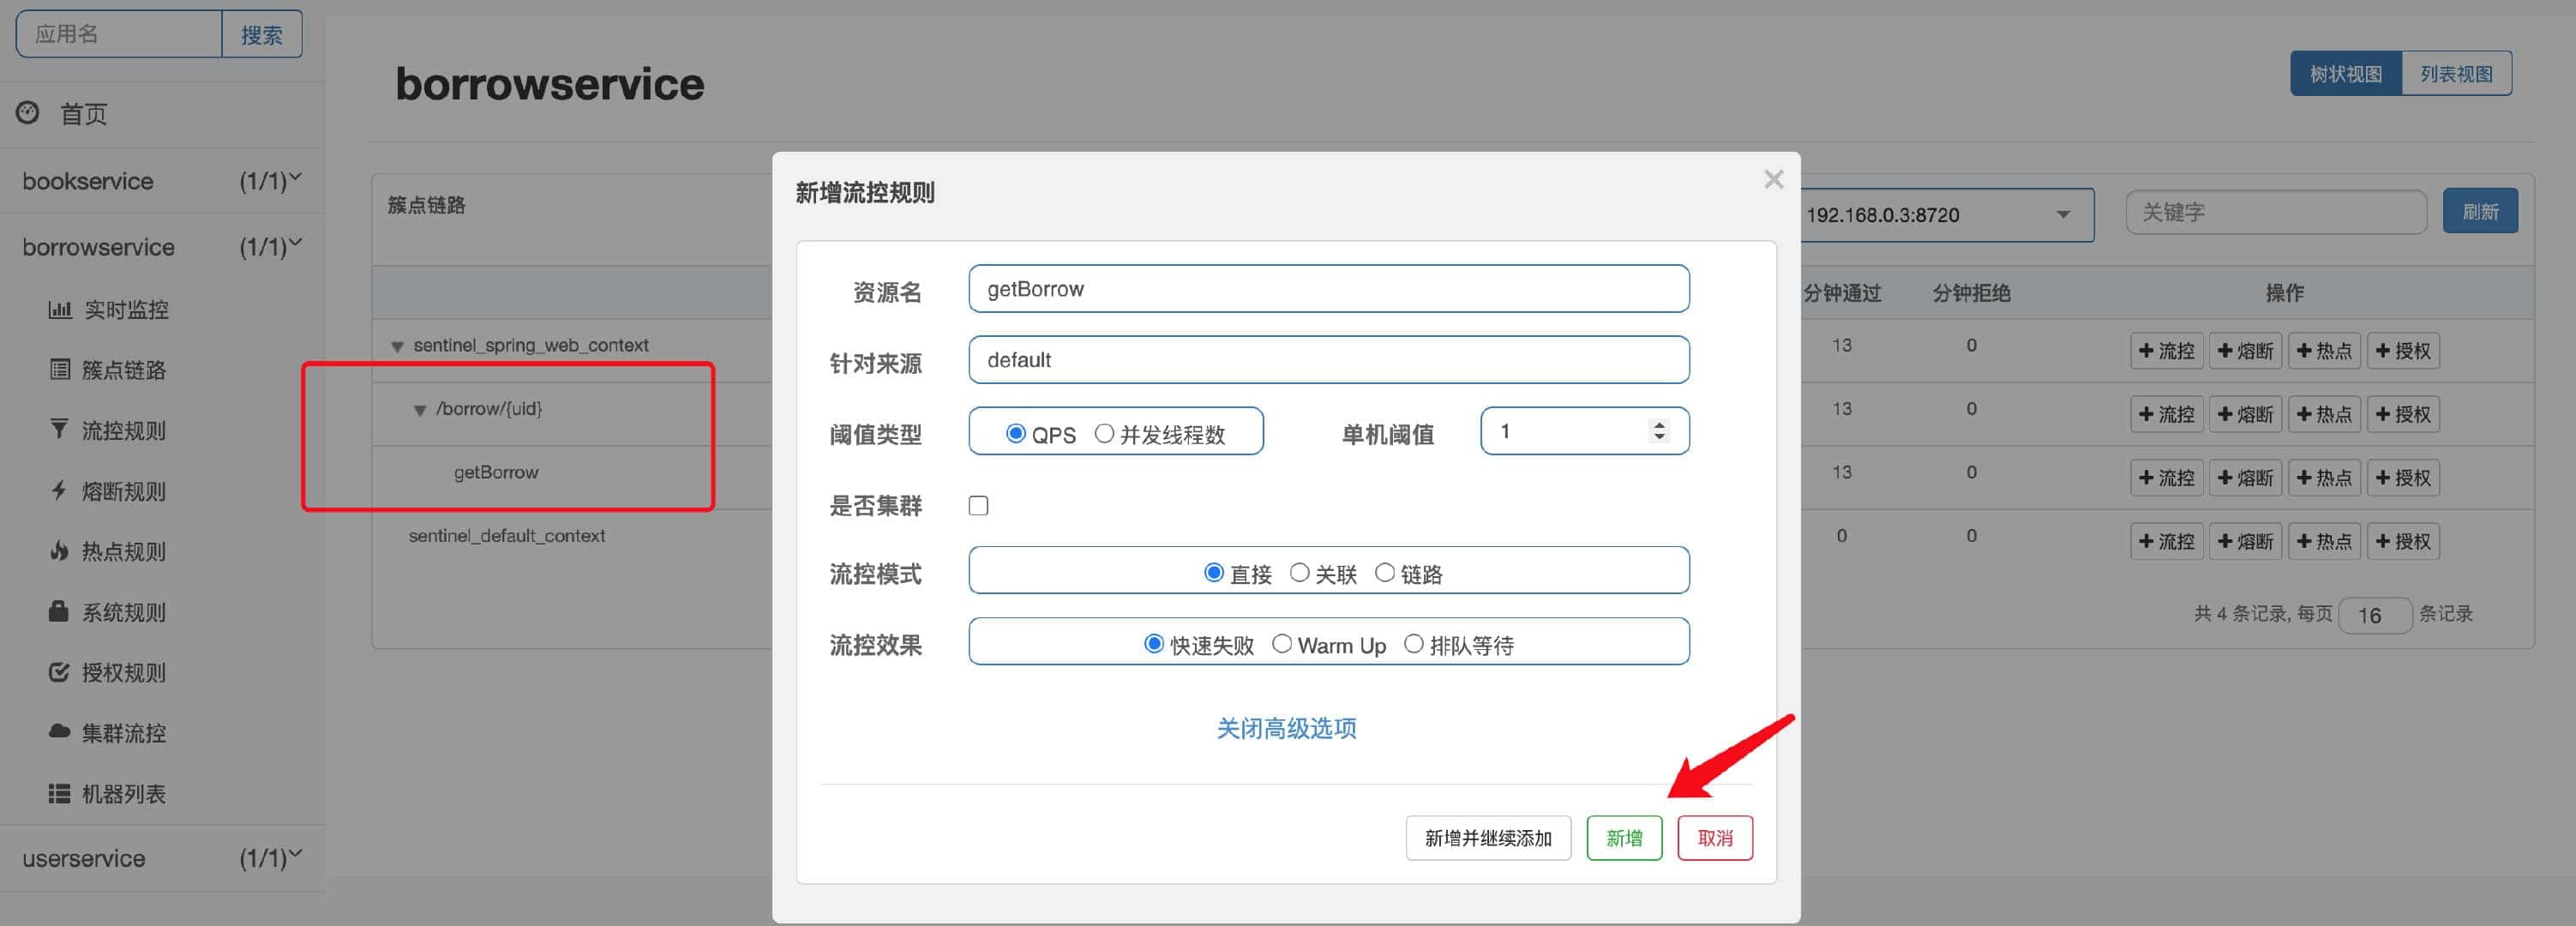 应用名
搜索
首页
bookservice (1/1)
borrowservice (1/1)
实时监控
簇点链路
流控规则
熔断规则
热点规则
系统规则
授权规则
集群流控
机器列表
userservice (1/1)
borrowservice
树状视图 列表视图
簇点链路
192.168.0.3:8720
关键字
刷新
分钟通过 分钟拒绝 操作
sentinel_spring_web_context 13 0 流控 熔断 热点 授权
/borrow/{uid} 13 0 流控 熔断 热点 授权
getBorrow 13 0 流控 熔断 热点 授权
sentinel_default_context 0 0 流控 熔断 热点 授权
共 4 条记录, 每页 16 条记录
新增流控规则
资源名 getBorrow
针对来源 default
阈值类型 QPS 并发线程数 单机阈值 1
是否集群
流控模式 直接 关联 链路
流控效果 快速失败 Warm Up 排队等待
关闭高级选项
新增并继续添加 新增 取消